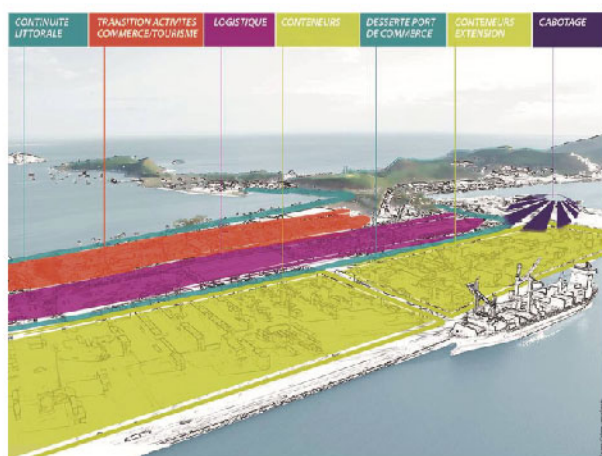 CONTINUITE
LITTORALE
TRANSITION ACTIVITES
COMMERCE/TOURISME
LOGISTIQUE
CONTENEURS
DESSERTE PORT
DE COMMERCE
CONTENEURS
EXTENSION
CABOTAGE